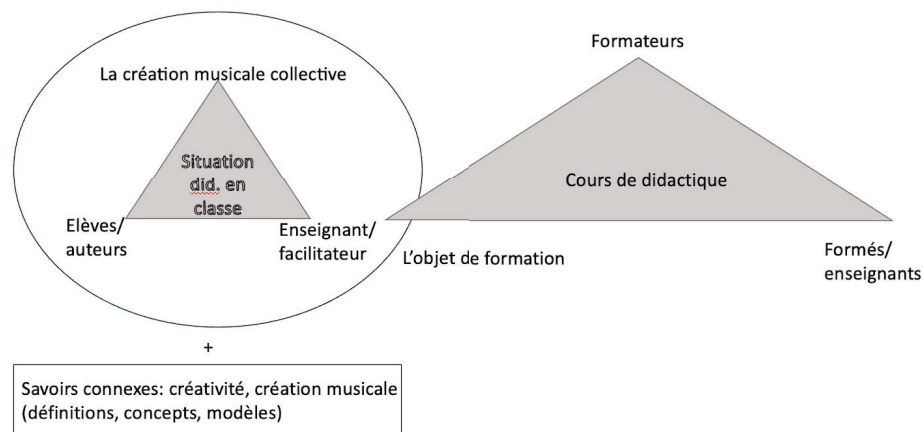 La création musicale collective
Situation
did. en
classe
Elèves/
auteurs
Enseignant/
facilitateur
Formateurs
Cours de didactique
L'objet de formation
Formés/
enseignants
+
Savoirs connexes: créativité, création musicale
(définitions, concepts, modèles)